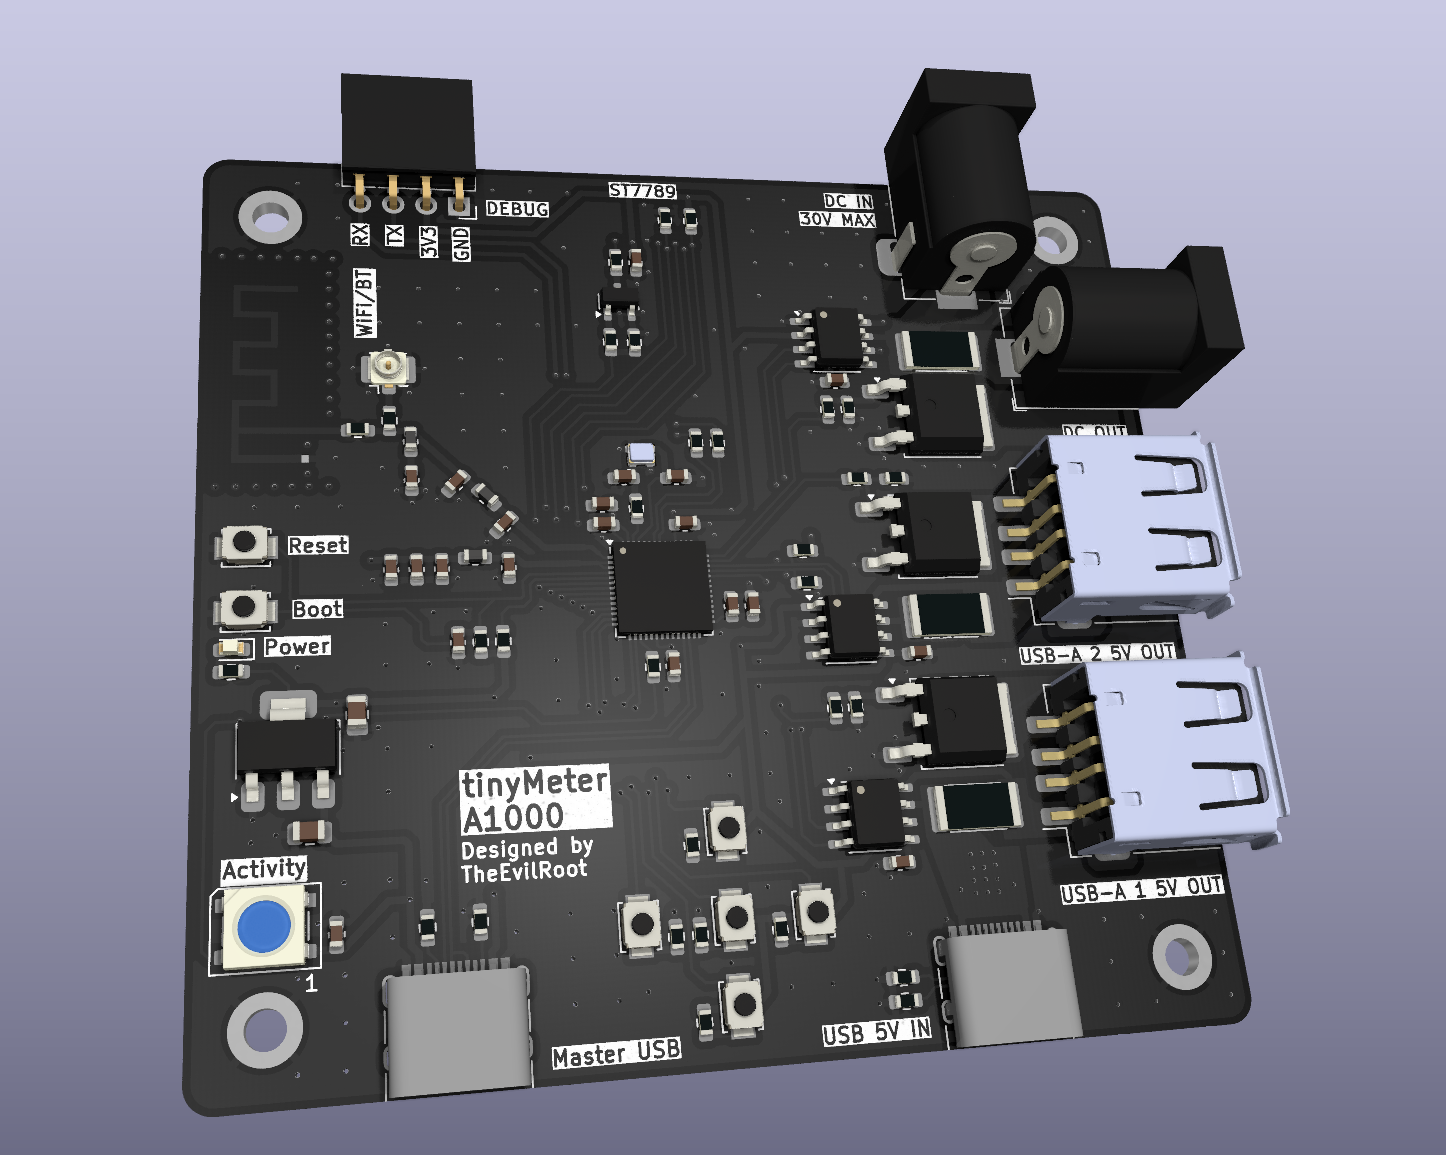 ST7789
DC IN
30V MAX
DEBUG
RX
TX
3V3
GND
WiFi/BT
DC OUT
Reset
Boot
Power
USB-A 2 5V OUT
tinyMeter
A1000
Designed by
TheEvilRoot
Activity
USB-A 1 5V OUT
1
USB 5V IN
Master USB